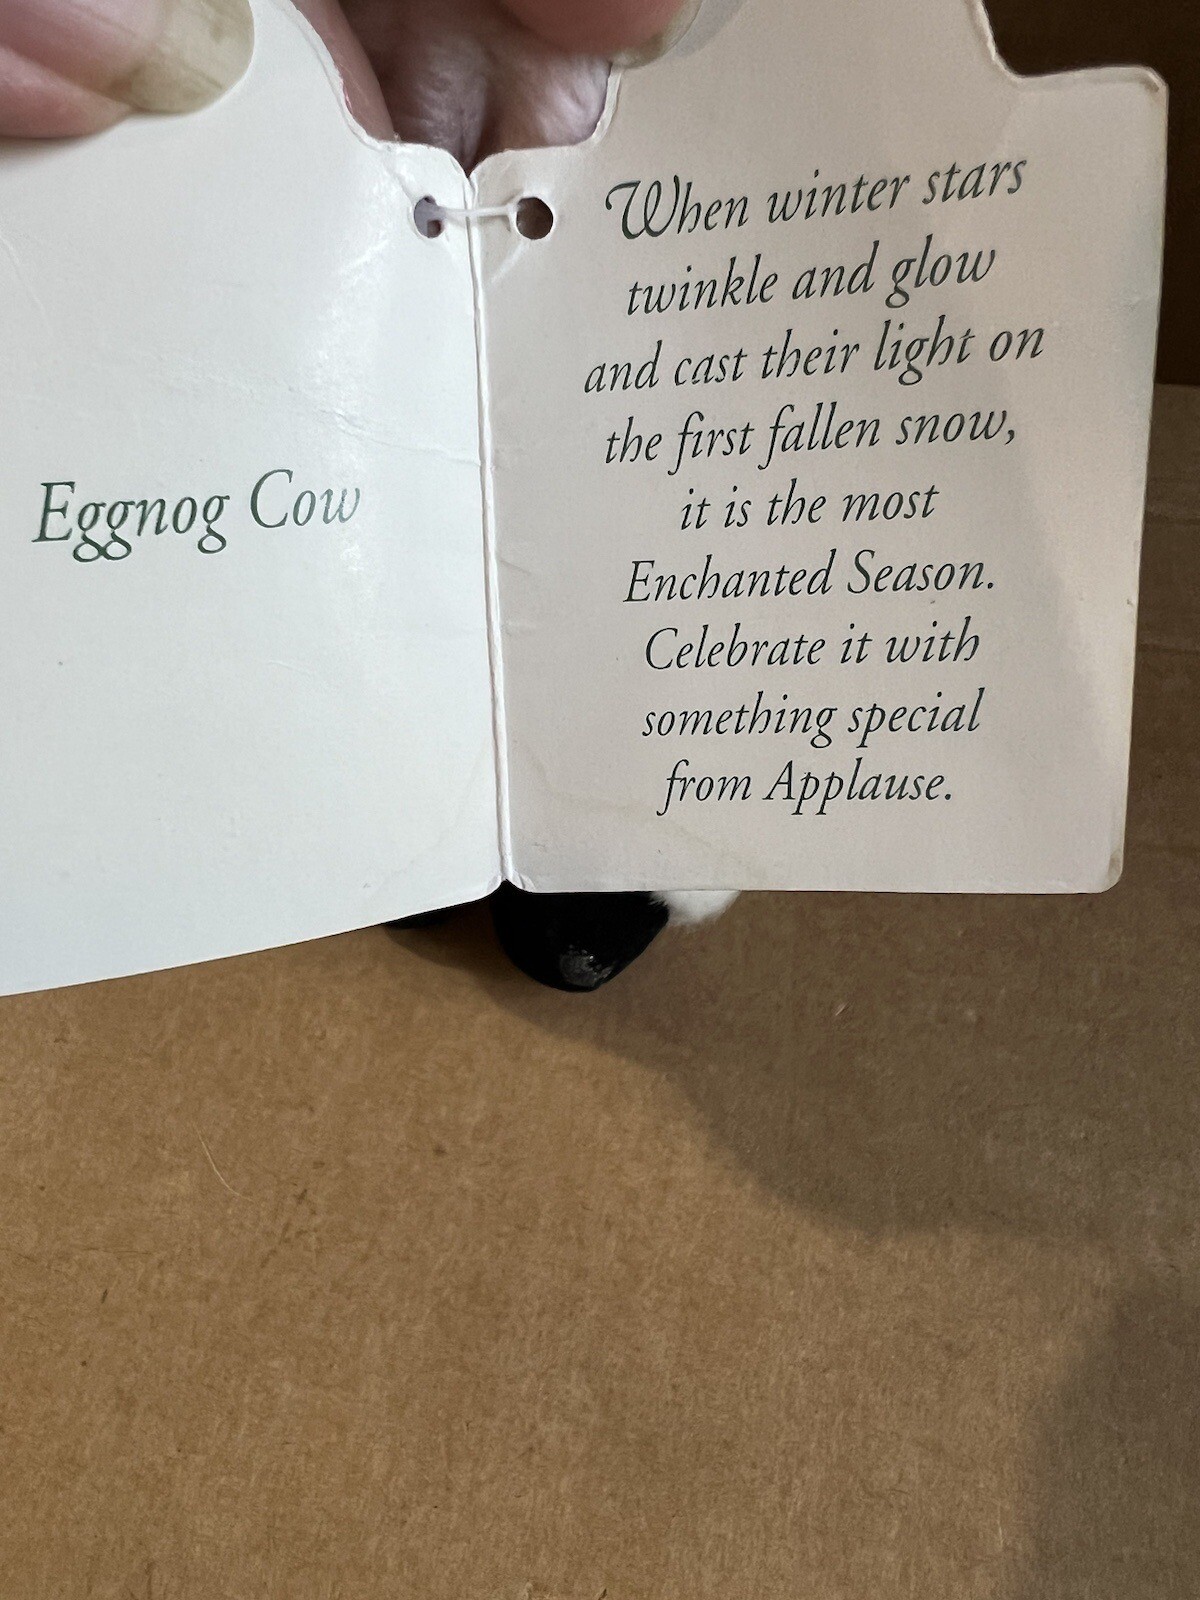 Eggnog Cow
When winter stars
twinkle and glow
and cast their light on
the first fallen snow,
it is the most
Enchanted Season.
Celebrate it with
something special
from Applause.